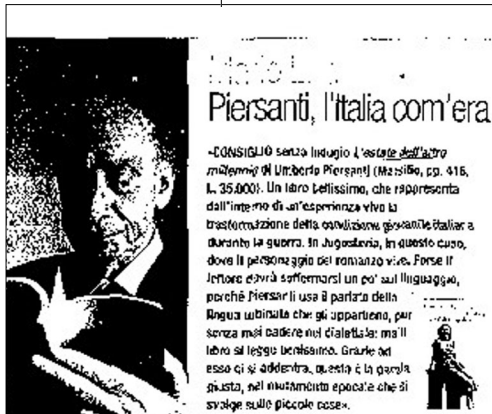 Piersanti, l'Italia com'era
«CONSIGLIO senza indugio L'estate dell'altro
millennio di Umberto Piersanti (Marsilio, pp. 416,
L. 35.000). Un libro bellissimo, che rappresenta
dall'interno di un'esperienza viva la
trasformazione della condizione giovanile italiana
durante la guerra. In Jugoslavia, in questo caso,
dove il personaggio del romanzo vive. Forse il
lettore dovrà soffermarsi un po' sul linguaggio,
perché Piersanti usa il parlato della
lingua urbinate che gli appartiene, pur
senza mai cadere nel dialettale: ma il
libro si legge benissimo. Grazie ad
esso ci si addentra, questa è la parola
giusta, nel mutamento epocale che si
svolge sulle piccole cose».